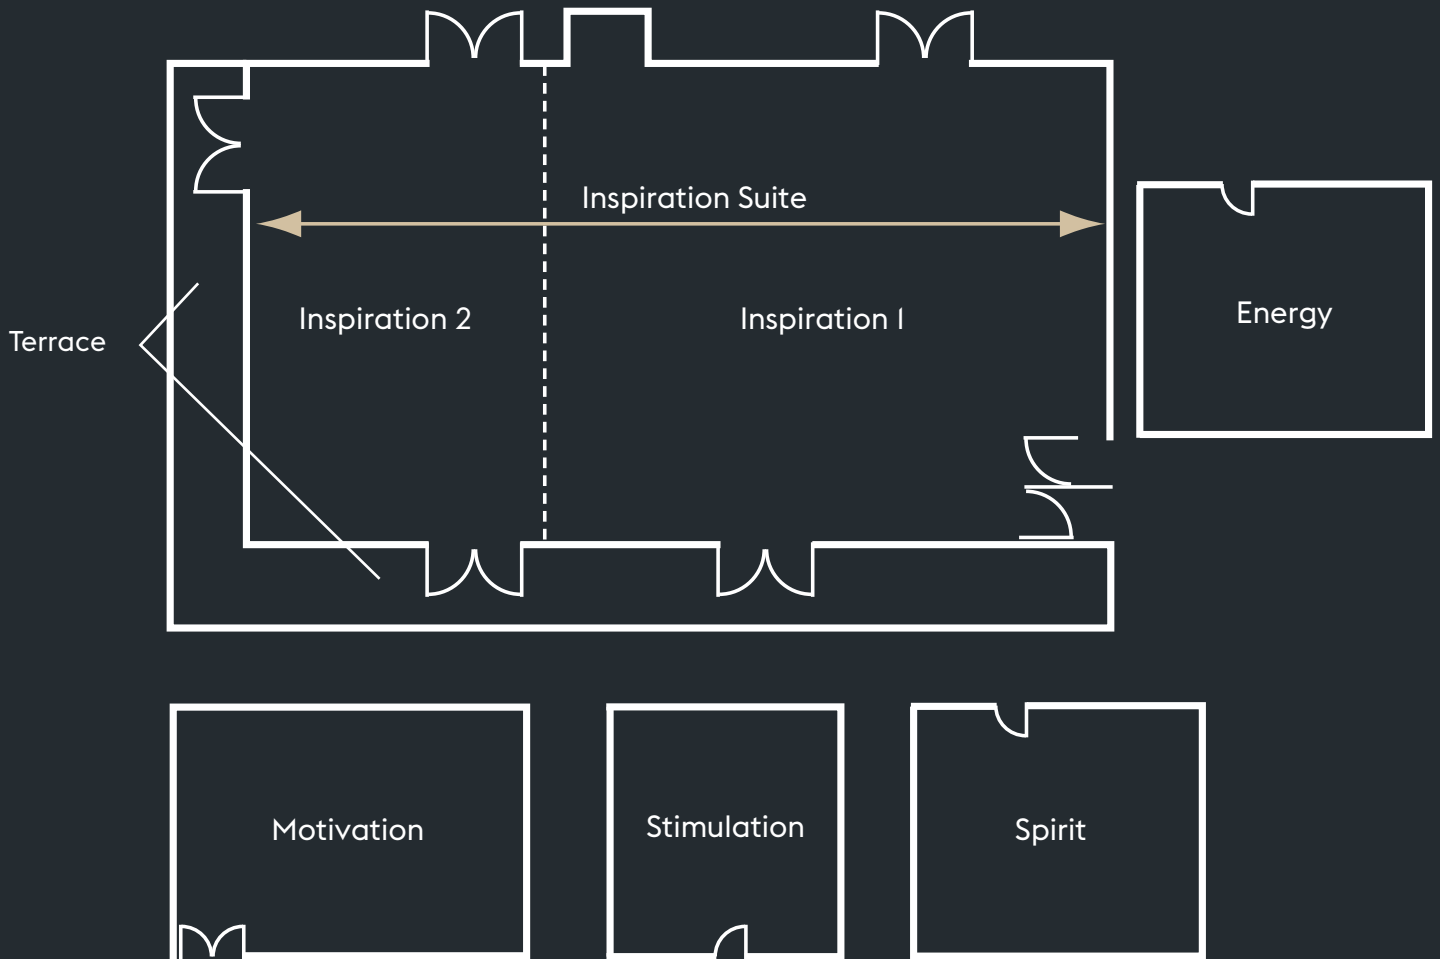 Inspiration Suite
Inspiration 2
Inspiration 1
Energy
Terrace
Motivation
Stimulation
Spirit